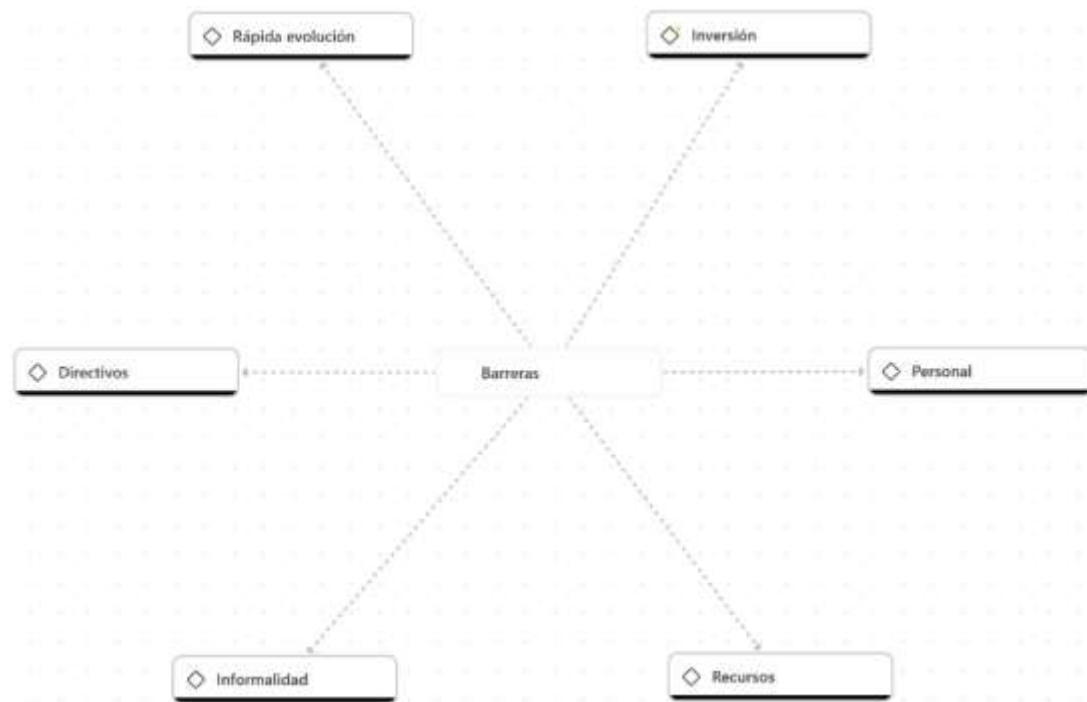 Rápida evolución
Inversión
Directivos
Barreras
Personal
Informalidad
Recursos